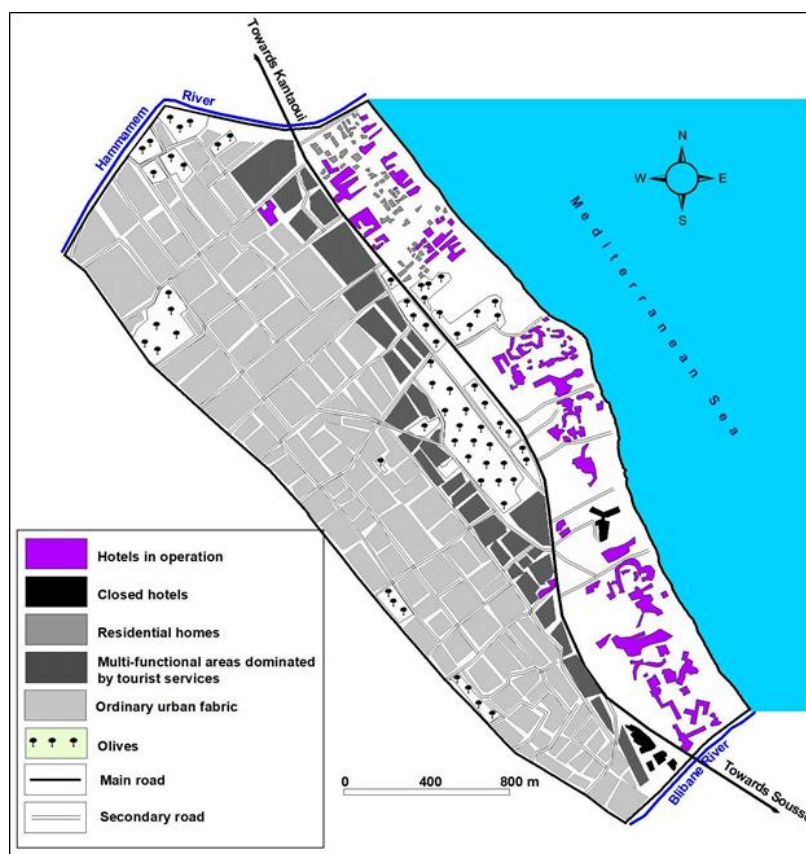 Towards Kantaoui
River
Hammamem
N
W E
S
Mediterranean Sea
Hotels in operation
Closed hotels
Residential homes
Multi-functional areas dominated
by tourist services
Ordinary urban fabric
Olives
Main road
Secondary road
0 400 800 m
Blibane River
Towards Sousse